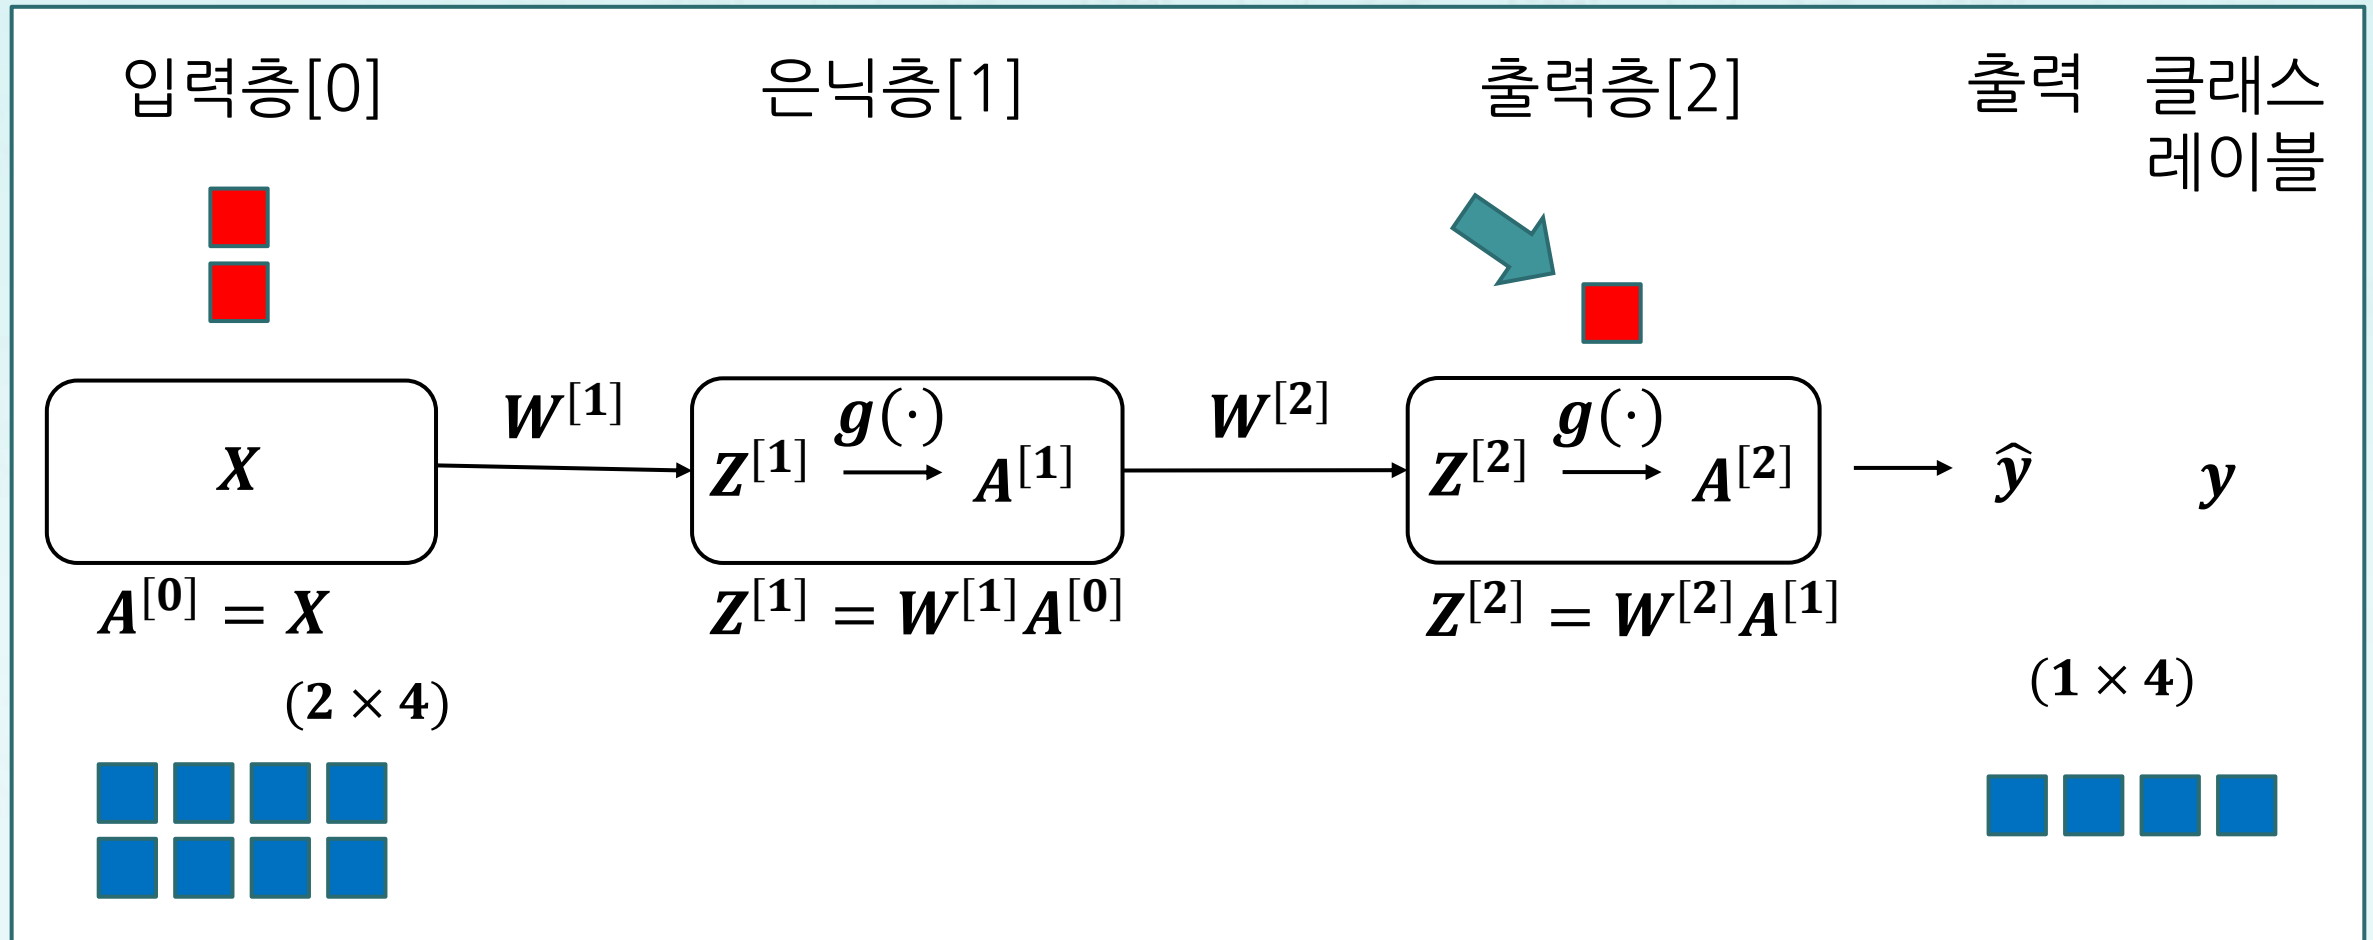 입력층[0] 은닉층[1] 출력층[2] 출력 클래스
레이블
X W^[1] Z^[1] g(·) A^[1] W^[2] Z^[2] g(·) A^[2] ŷ y
A^[0] = X Z^[1] = W^[1]A^[0] Z^[2] = W^[2]A^[1]
(2 × 4) (1 × 4)